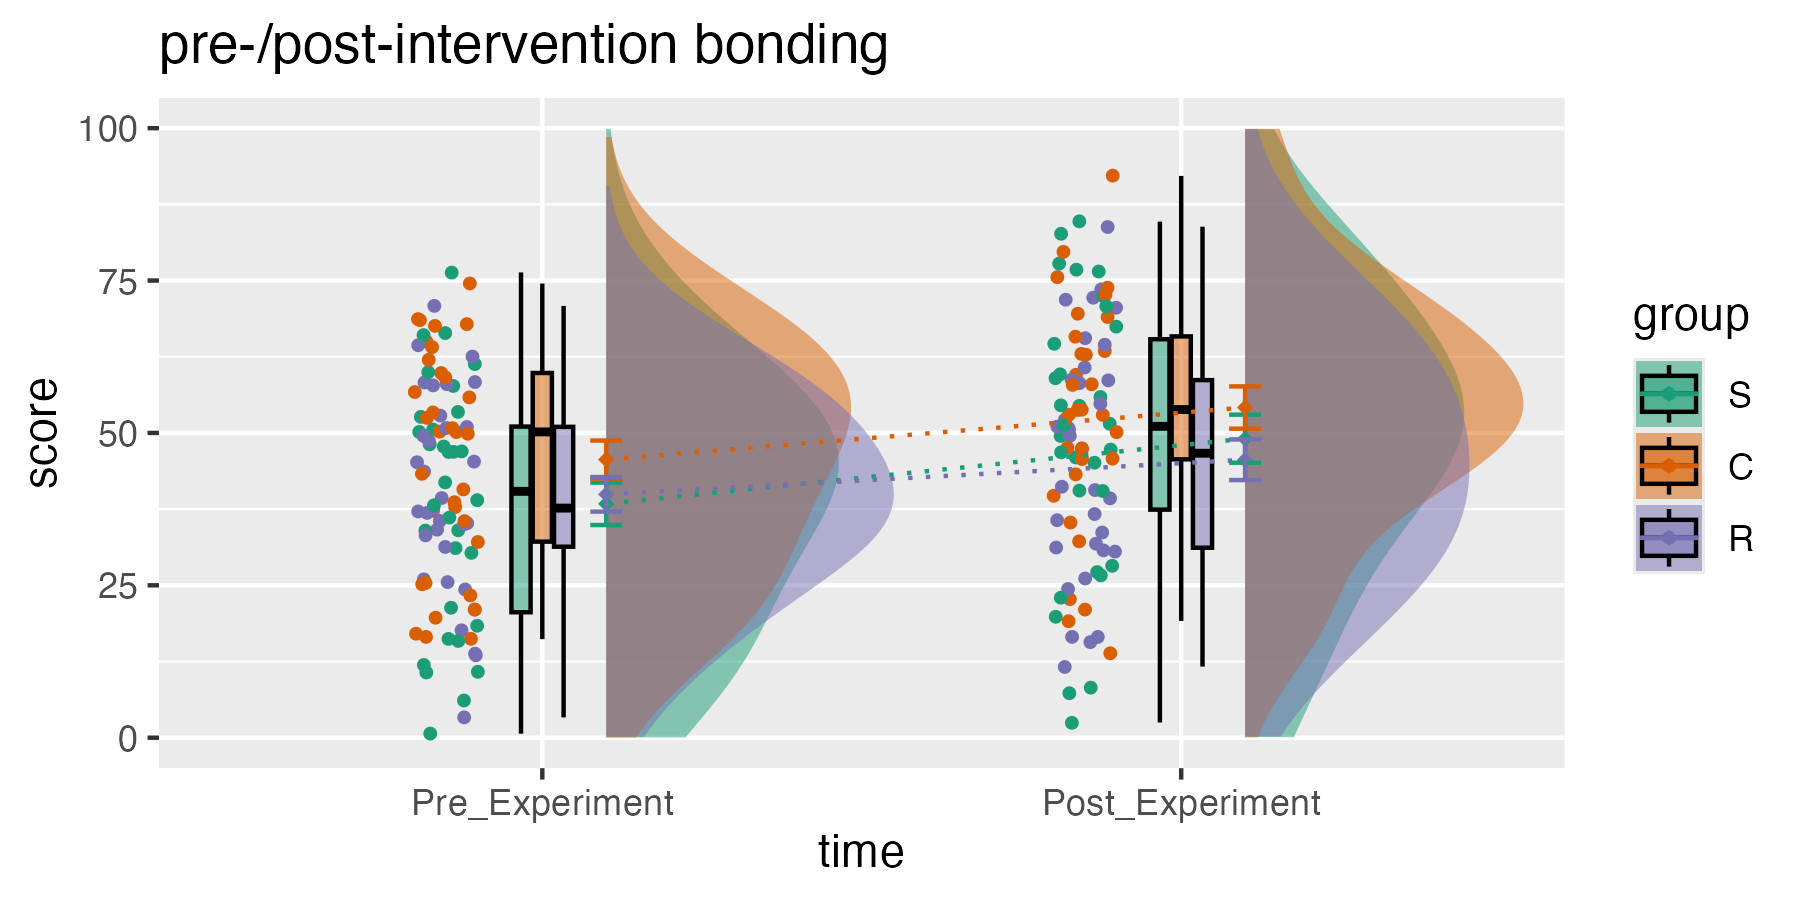 pre-/post-intervention bonding
score
100
75
50
25
0
Pre_Experiment
Post_Experiment
time
group
S
C
R